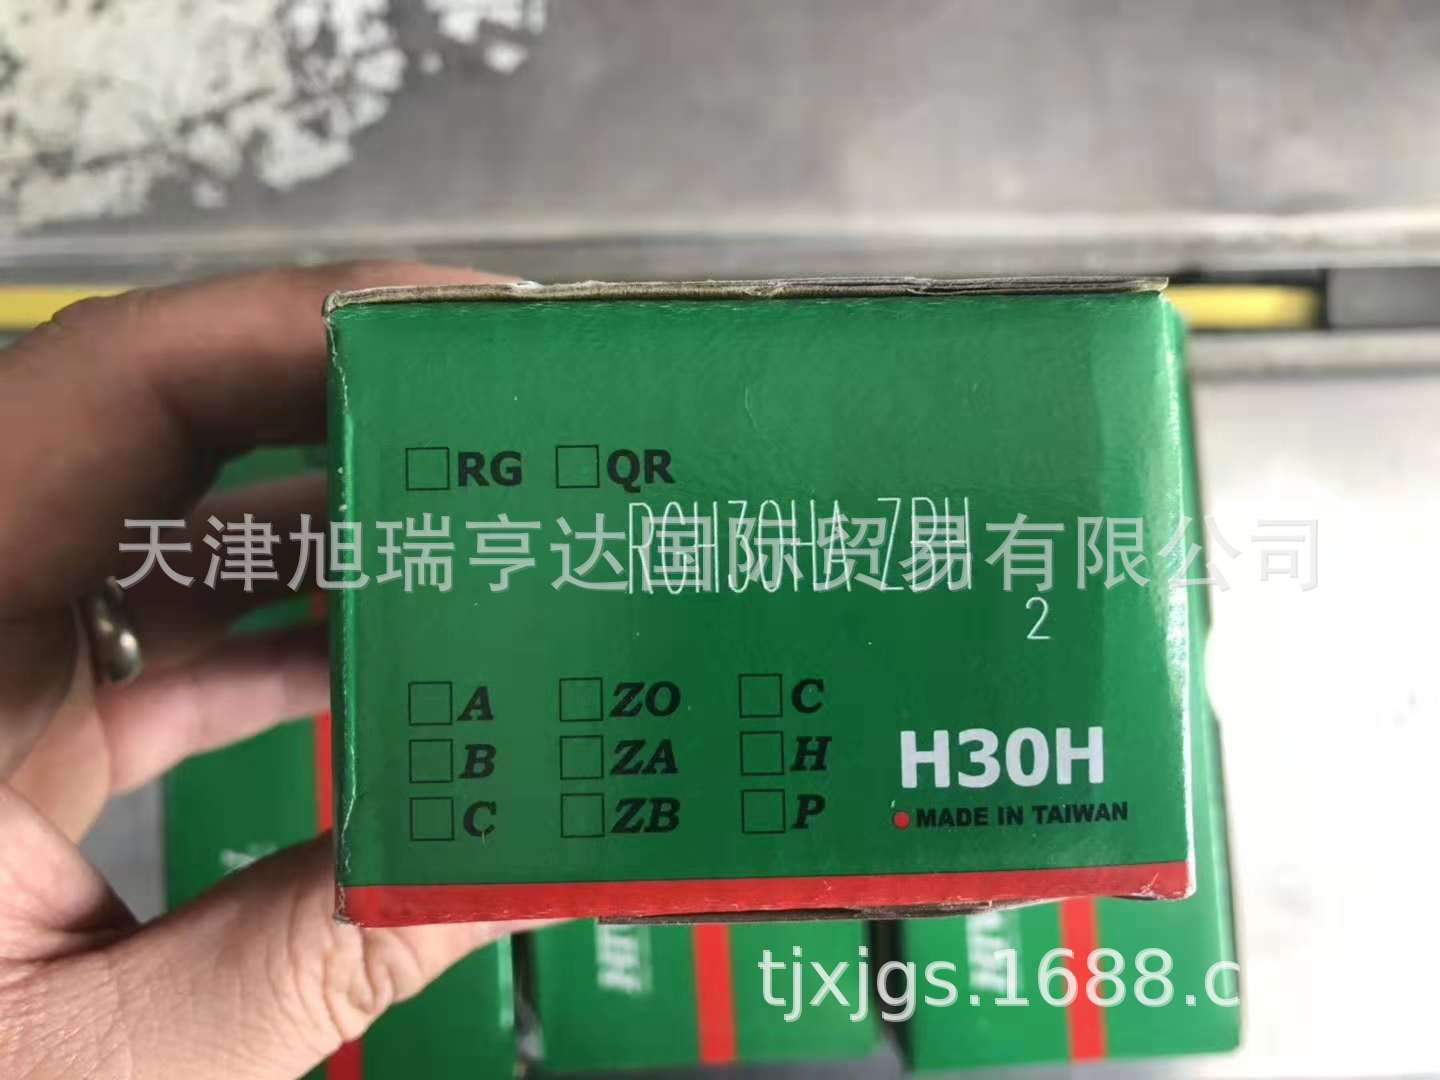 RG QR
RGH30HA ZBH
天津旭瑞亨达国际贸易有限公司
2
A ZO C
B ZA H
C ZB P
H30H
MADE IN TAIWAN
tjxjgs.1688.c